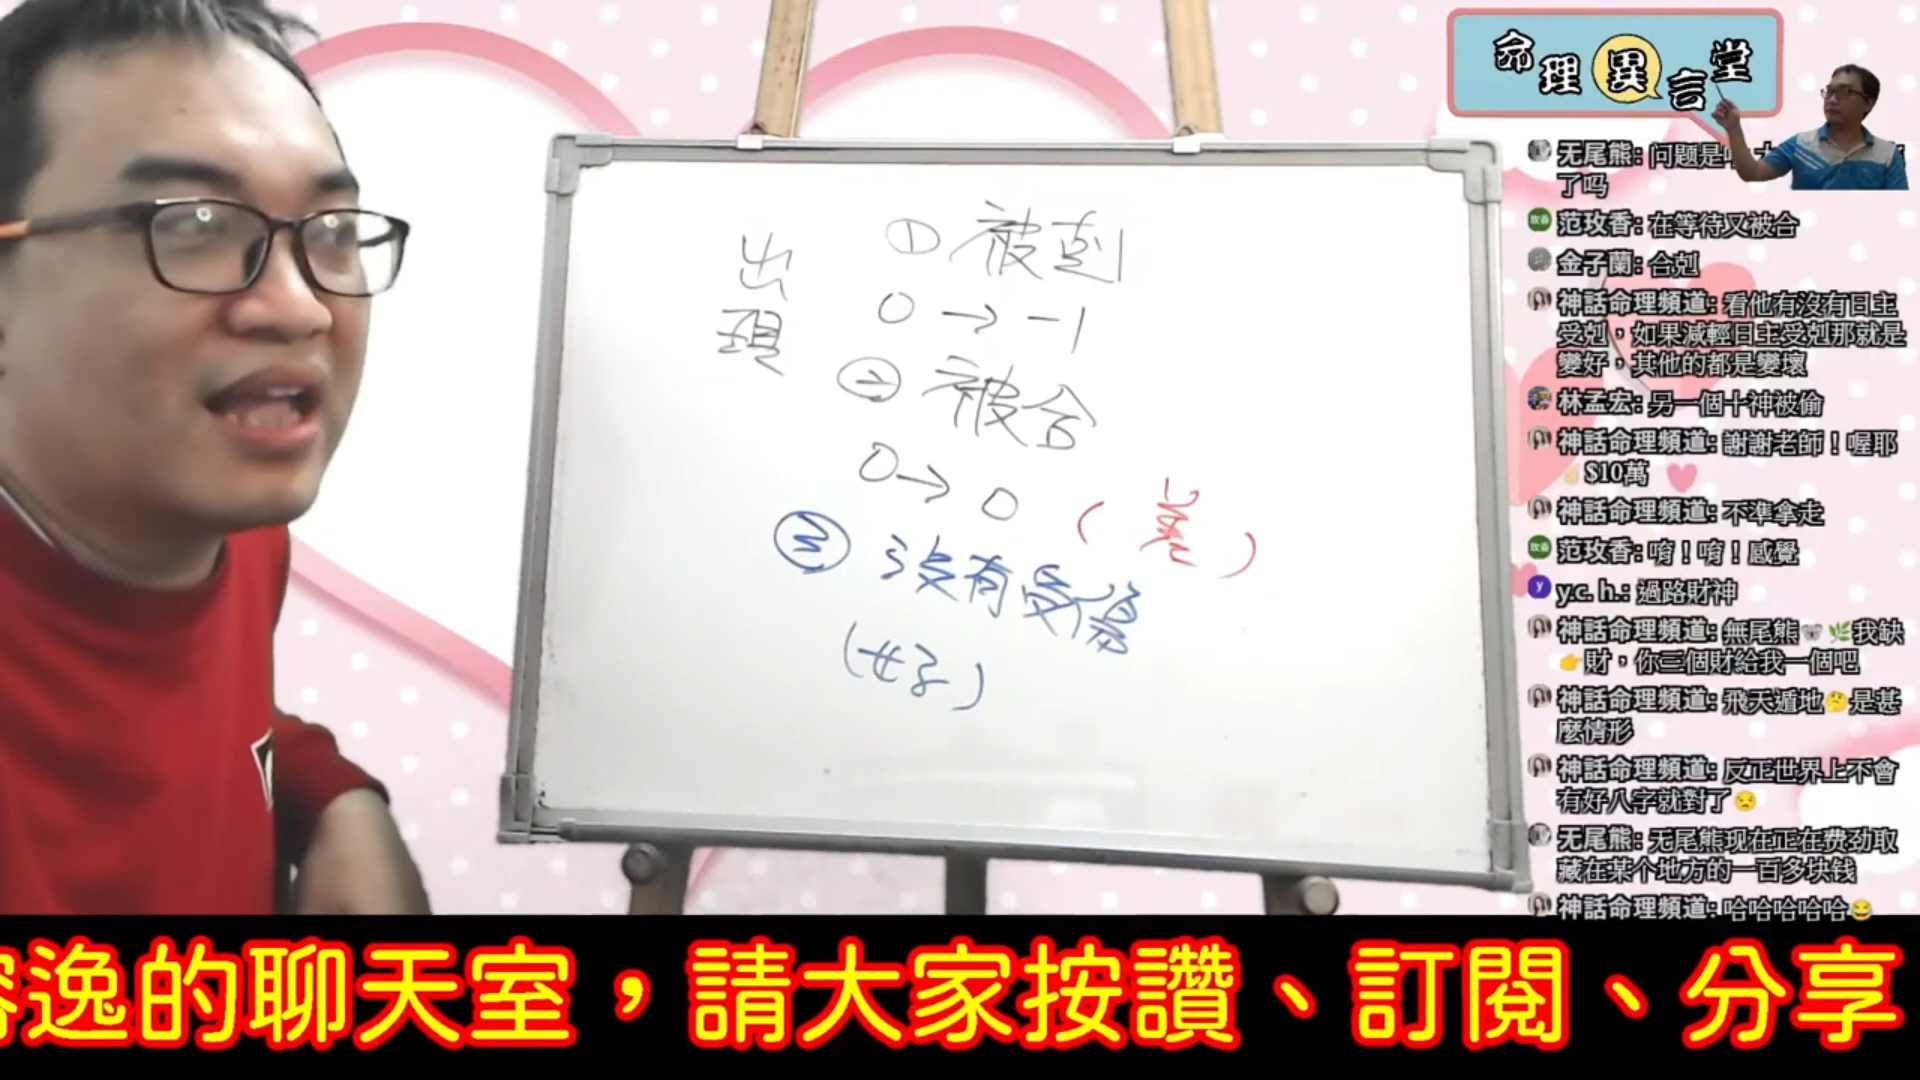 命理異言堂
出現
① 被剋
0 → -1
② 被合
0 → 0 (差)
③ 沒有受傷
(好)
无尾熊: 问题是
了吗
范玫香: 在等待又被合
金子蘭: 合剋
神話命理頻道: 看他有沒有日主
受剋，如果減輕日主受剋那就是
變好，其他的都是變壞
林孟宏: 另一個十神被偷
神話命理頻道: 謝謝老師！喔耶
$10萬
神話命理頻道: 不準拿走
范玫香: 唷！唷！感覺
y.c. h.: 過路財神
神話命理頻道: 無尾熊🐨🌿我缺
👉財，你三個財給我一個吧
神話命理頻道: 飛天遁地🤔是甚
麼情形
神話命理頻道: 反正世界上不會
有好八字就對了😒
无尾熊: 无尾熊现在正在费劲取
藏在某个地方的一百多块钱
神話命理頻道: 哈哈哈哈哈😂
逸的聊天室，請大家按讚、訂閱、分享